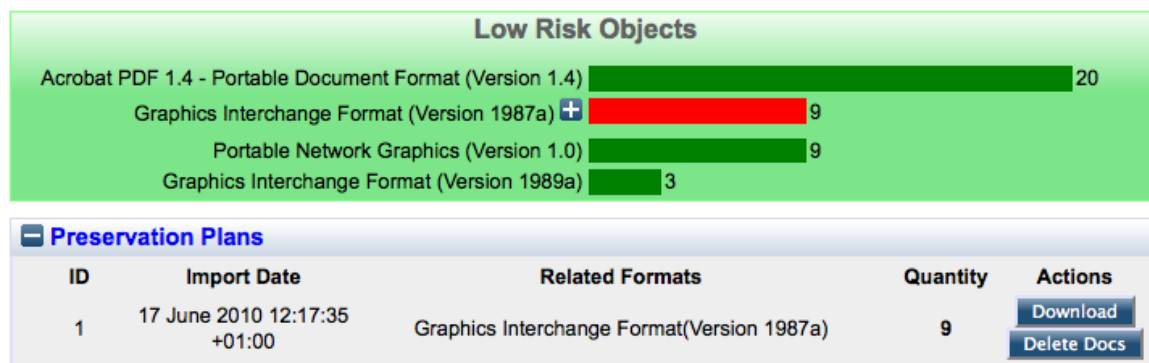 Low Risk Objects
Acrobat PDF 1.4 - Portable Document Format (Version 1.4) 20
Graphics Interchange Format (Version 1987a) 9
Portable Network Graphics (Version 1.0) 9
Graphics Interchange Format (Version 1989a) 3
Preservation Plans
ID Import Date Related Formats Quantity Actions
1 17 June 2010 12:17:35 +01:00 Graphics Interchange Format(Version 1987a) 9 Download
Delete Docs